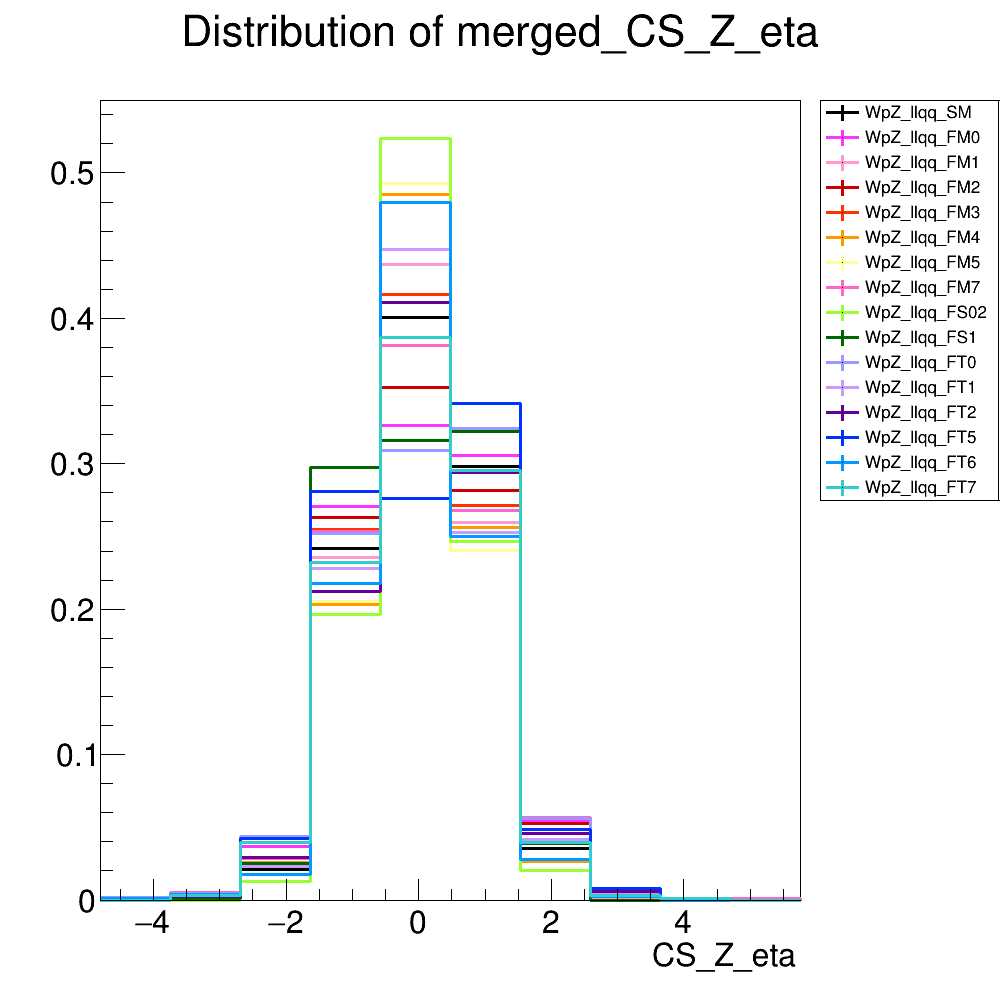 Distribution of merged_CS_Z_eta
WpZ_llqq_SM
WpZ_llqq_FM0
WpZ_llqq_FM1
WpZ_llqq_FM2
WpZ_llqq_FM3
WpZ_llqq_FM4
WpZ_llqq_FM5
WpZ_llqq_FM7
WpZ_llqq_FS02
WpZ_llqq_FS1
WpZ_llqq_FT0
WpZ_llqq_FT1
WpZ_llqq_FT2
WpZ_llqq_FT5
WpZ_llqq_FT6
WpZ_llqq_FT7
0.5
0.4
0.3
0.2
0.1
0
−4 −2 0 2 4
CS_Z_eta